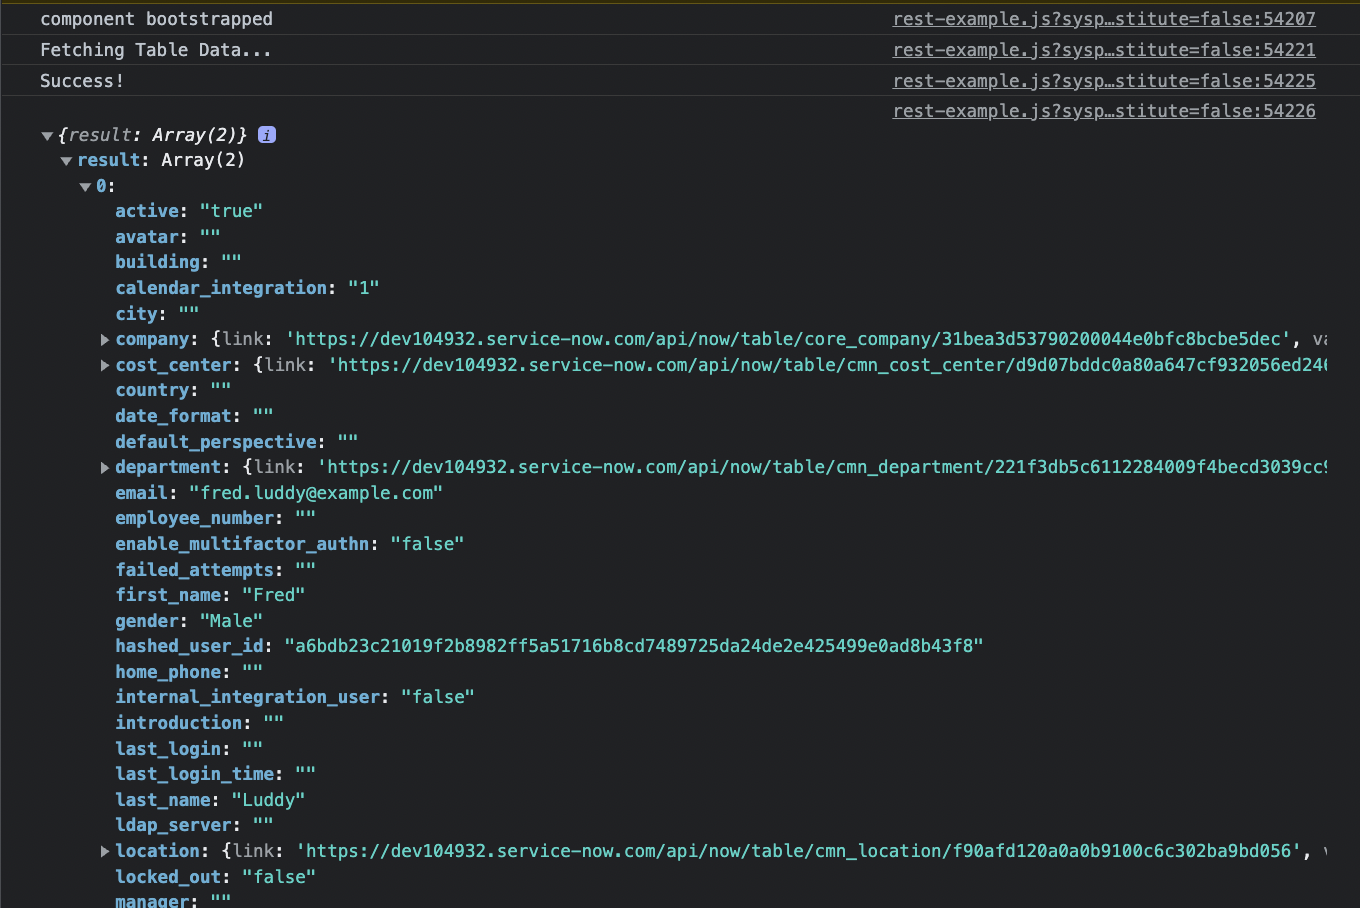 component bootstrapped rest-example.js?sysp…stitute=false:54207
Fetching Table Data... rest-example.js?sysp…stitute=false:54221
Success! rest-example.js?sysp…stitute=false:54225
rest-example.js?sysp…stitute=false:54226
{result: Array(2)} i
result: Array(2)
0:
active: "true"
avatar: ""
building: ""
calendar_integration: "1"
city: ""
company: {link: 'https://dev104932.service-now.com/api/now/table/core_company/31bea3d53790200044e0bfc8bcbe5dec', va
cost_center: {link: 'https://dev104932.service-now.com/api/now/table/cmn_cost_center/d9d07bddc0a80a647cf932056ed246
country: ""
date_format: ""
default_perspective: ""
department: {link: 'https://dev104932.service-now.com/api/now/table/cmn_department/221f3db5c6112284009f4becd3039cc9
email: "fred.luddy@example.com"
employee_number: ""
enable_multifactor_authn: "false"
failed_attempts: ""
first_name: "Fred"
gender: "Male"
hashed_user_id: "a6bdb23c21019f2b8982ff5a51716b8cd7489725da24de2e425499e0ad8b43f8"
home_phone: ""
internal_integration_user: "false"
introduction: ""
last_login: ""
last_login_time: ""
last_name: "Luddy"
ldap_server: ""
location: {link: 'https://dev104932.service-now.com/api/now/table/cmn_location/f90afd120a0a0b9100c6c302ba9bd056', v
locked_out: "false"
manager: ""